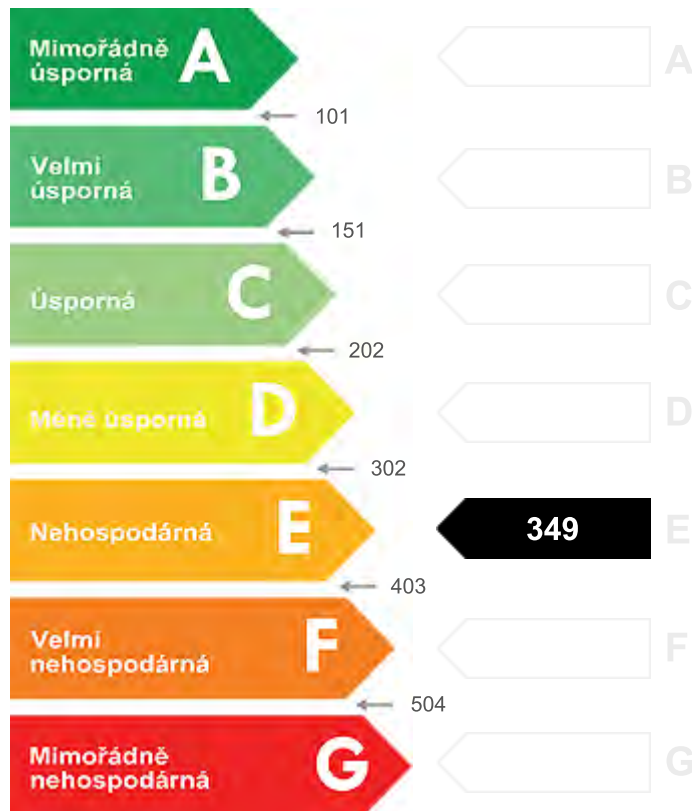 Mimořádně
úsporná
A
A
101
Velmi
úsporná
B
B
151
Úsporná
C
C
202
Méně úsporná
D
D
302
Nehospodárná
E
349
E
403
Velmi
nehospodárná
F
F
504
Mimořádně
nehospodárná
G
G